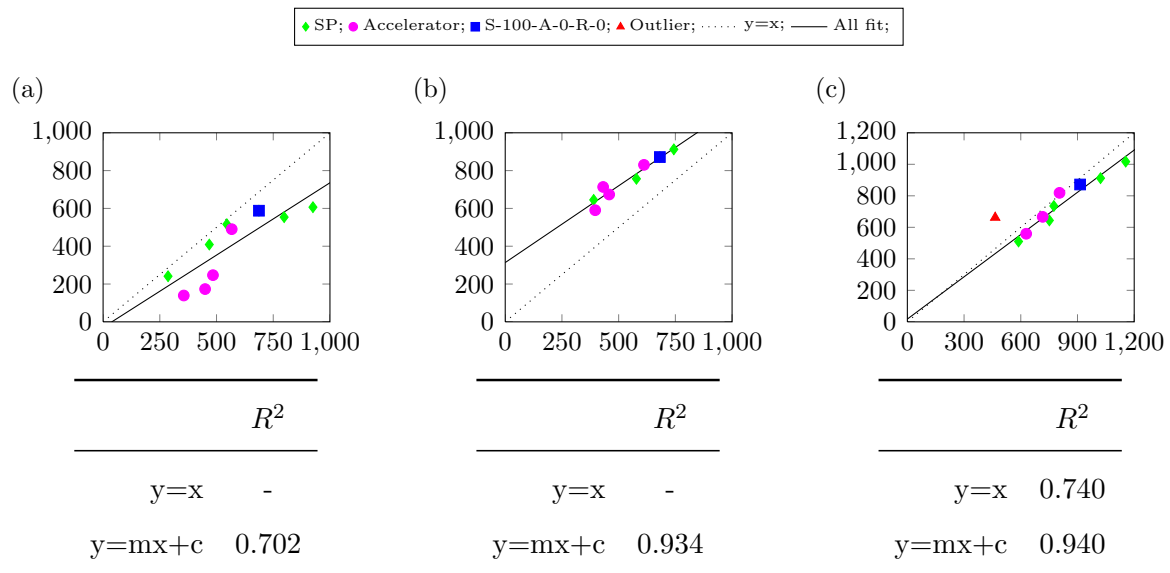 SP; Accelerator; S-100-A-0-R-0; Outlier; y=x; All fit;
(a) (b) (c)
1,000 1,000 1,200
800 800 1,000
600 600 800
400 400 600
200 200 400
0 0 200
0
0 250 500 750 1,000 0 250 500 750 1,000 0 300 600 900 1,200
R² R² R²
y=x - y=x - y=x 0.740
y=mx+c 0.702 y=mx+c 0.934 y=mx+c 0.940